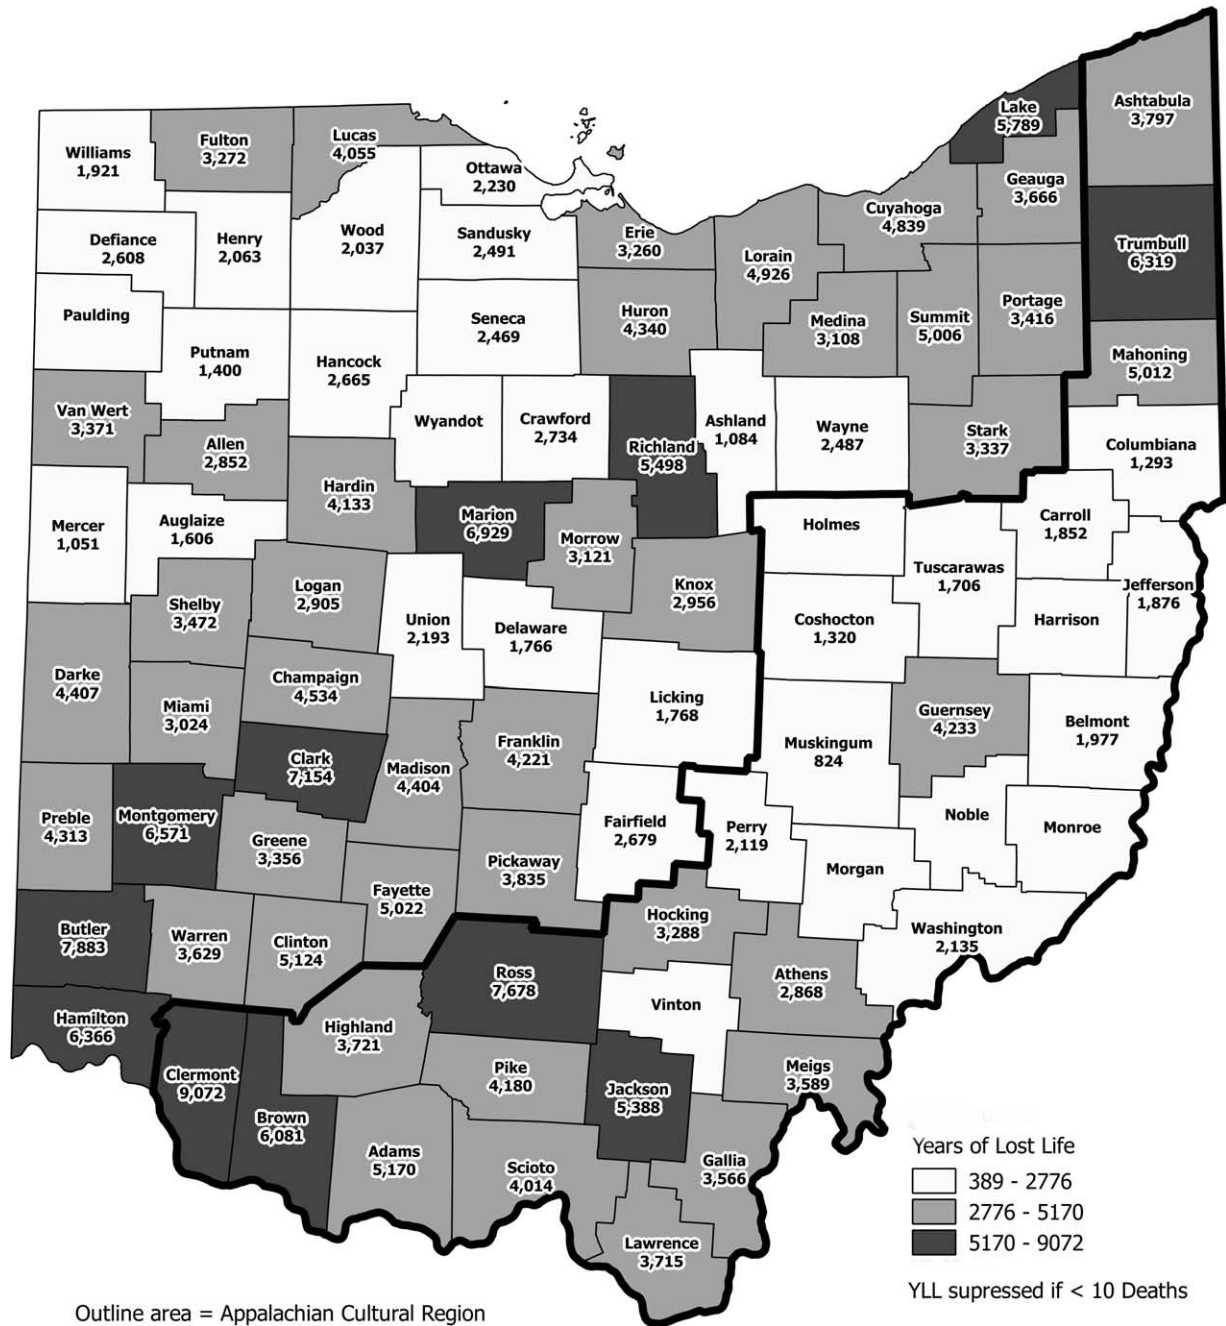 Lake
5,789
Ashtabula
3,797
Williams
1,921
Fulton
3,272
Lucas
4,055
Ottawa
2,230
Geauga
3,666
Cuyahoga
4,839
Defiance
2,608
Henry
2,063
Wood
2,037
Sandusky
2,491
Erie
3,260
Lorain
4,926
Trumbull
6,319
Paulding
Seneca
2,469
Huron
4,340
Medina
3,108
Summit
5,006
Portage
3,416
Putnam
1,400
Hancock
2,665
Mahoning
5,012
Van Wert
3,371
Allen
2,852
Wyandot
Crawford
2,734
Richland
5,498
Ashland
1,084
Wayne
2,487
Stark
3,337
Columbiana
1,293
Mercer
1,051
Auglaize
1,606
Hardin
4,133
Marion
6,929
Morrow
3,121
Holmes
Carroll
1,852
Tuscarawas
1,706
Jefferson
1,876
Shelby
3,472
Logan
2,905
Union
2,193
Delaware
1,766
Knox
2,956
Coshocton
1,320
Harrison
Darke
4,407
Miami
3,024
Champaign
4,534
Licking
1,768
Guernsey
4,233
Belmont
1,977
Clark
7,154
Madison
4,404
Franklin
4,221
Muskingum
824
Preble
4,313
Montgomery
6,571
Greene
3,356
Fairfield
2,679
Perry
2,119
Noble
Monroe
Fayette
5,022
Pickaway
3,835
Morgan
Butler
7,883
Warren
3,629
Clinton
5,124
Hocking
3,288
Washington
2,135
Ross
7,678
Athens
2,868
Vinton
Hamilton
6,366
Highland
3,721
Clermont
9,072
Brown
6,081
Pike
4,180
Jackson
5,388
Meigs
3,589
Adams
5,170
Scioto
4,014
Gallia
3,566
Lawrence
3,715
Years of Lost Life
389 - 2776
2776 - 5170
5170 - 9072
YLL supressed if < 10 Deaths
Outline area = Appalachian Cultural Region